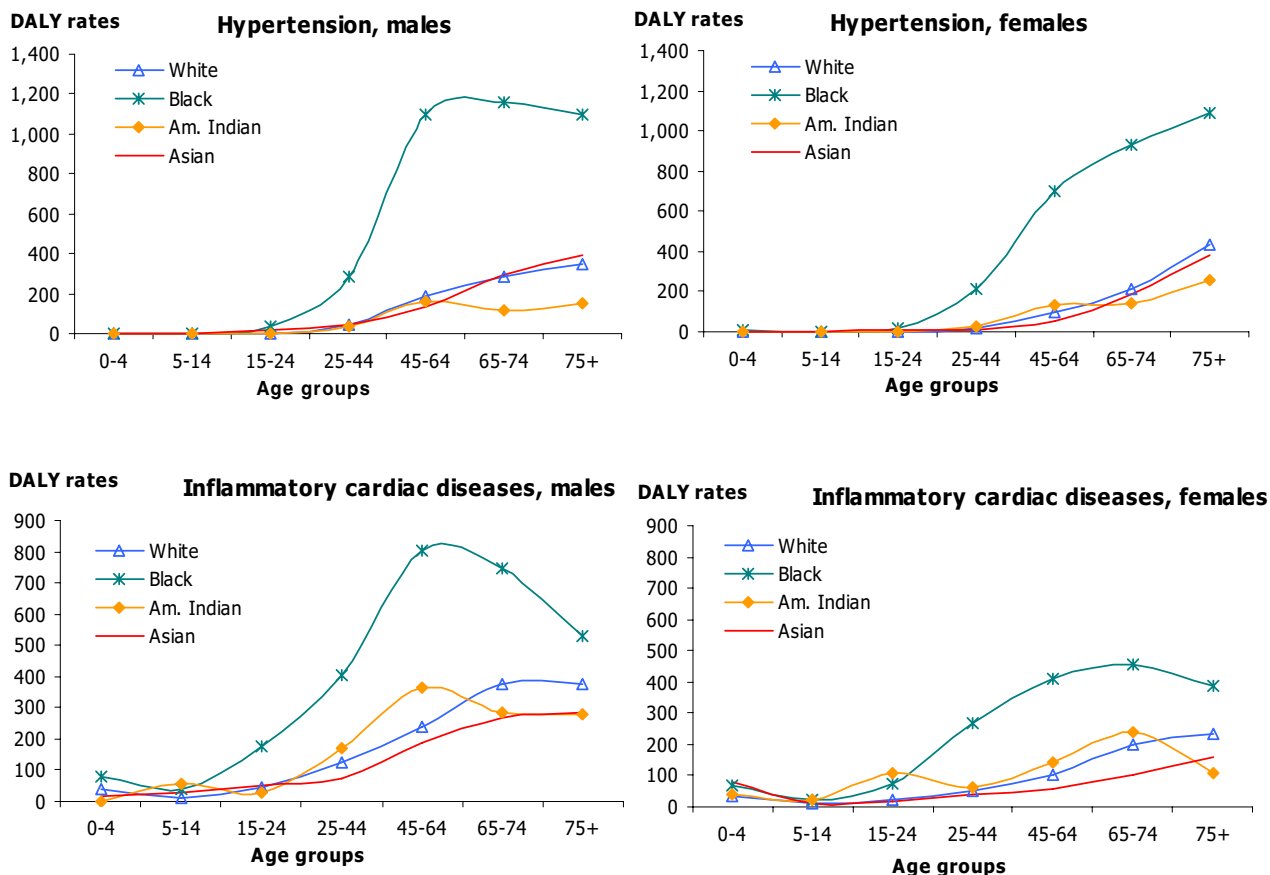 DALY rates
Hypertension, males
1,400
1,200
1,000
800
600
400
200
0
White
Black
Am. Indian
Asian
0-4 5-14 15-24 25-44 45-64 65-74 75+
Age groups
DALY rates
Hypertension, females
1,400
1,200
1,000
800
600
400
200
0
White
Black
Am. Indian
Asian
0-4 5-14 15-24 25-44 45-64 65-74 75+
Age groups
DALY rates
Inflammatory cardiac diseases, males
900
800
700
600
500
400
300
200
100
0
White
Black
Am. Indian
Asian
0-4 5-14 15-24 25-44 45-64 65-74 75+
Age groups
DALY rates
Inflammatory cardiac diseases, females
900
800
700
600
500
400
300
200
100
0
White
Black
Am. Indian
Asian
0-4 5-14 15-24 25-44 45-64 65-74 75+
Age groups